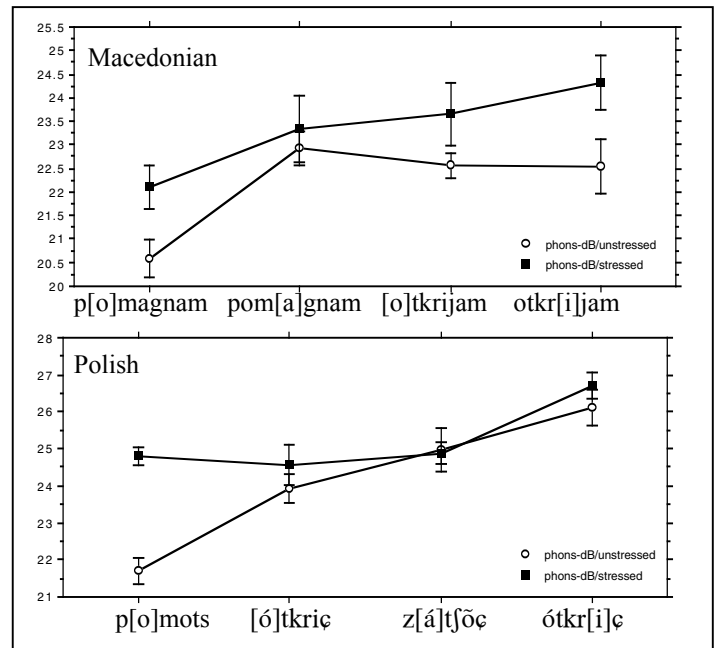 25.5
25
24.5
24
23.5
23
22.5
22
21.5
21
20.5
20
Macedonian
phons-dB/unstressed
phons-dB/stressed
p[o]magnam pom[a]gnam [o]tkrijam otkr[i]jam
28
27
26
25
24
23
22
21
Polish
phons-dB/unstressed
phons-dB/stressed
p[o]mots [ó]tkriɕ z[á]tʃõɕ ótkr[i]ɕ